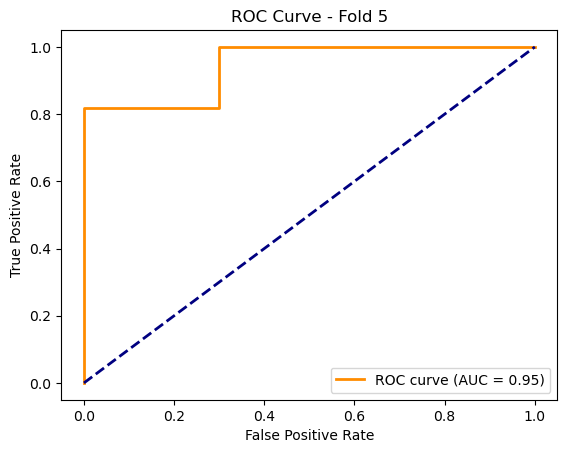 ROC Curve - Fold 5
True Positive Rate
1.0
0.8
0.6
0.4
0.2
0.0
ROC curve (AUC = 0.95)
0.0 0.2 0.4 0.6 0.8 1.0
False Positive Rate